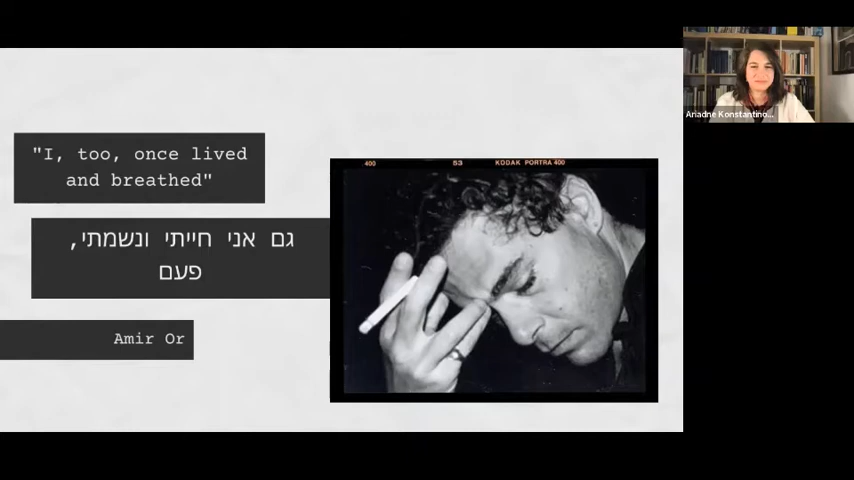 "I, too, once lived
and breathed"
גם אני חייתי ונשמתי,
פעם
Amir Or
400 53 KODAK PORTRA 400
Ariadne Konstantino...